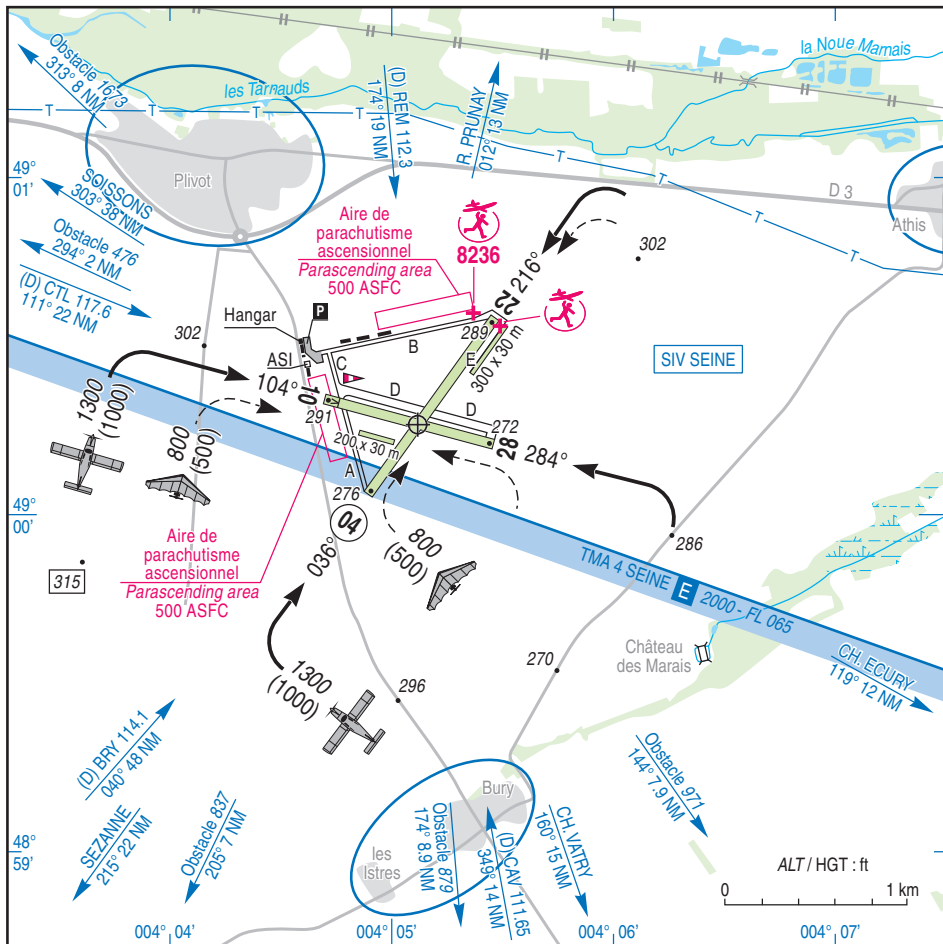 Obstacle 1673
313° 8 NM
les Tarnauds
(D) REM 112.3
174° 19 NM
R. PRUNAY
012° 13 NM
la Noue Marnais
T
T
T
T
T
T
49°
01'
Plivot
SOISSONS
303° 38 NM
D 3
Athis
Obstacle 476
294° 2 NM
(D) CTL 117.6
111° 22 NM
Aire de
parachutisme
ascensionnel
Parascending area
500 ASFC
8236
22
216°
302
302
Hangar
P
ASI
C
B
289
E
300 x 30 m
SIV SEINE
1300
(1000)
104°
10
291
D
D
272
28
284°
800
(500)
200 x 30 m
A
276
04
036°
49°
00'
800
(500)
286
315
Aire de
parachutisme
ascensionnel
Parascending area
500 ASFC
TMA 4 SEINE
E
2000 - FL 065
Château
des Marais
CH. ECURY
119° 12 NM
1300
(1000)
296
270
(D) BRY 114.1
040° 48 NM
SEZANNE
215° 22 NM
Obstacle 837
205° 7 NM
Bury
les
Istres
Obstacle 879
174° 8.9 NM
(D) CAV 111.65
349° 14 NM
CH. VATRY
160° 15 NM
Obstacle 971
144° 7.9 NM
48°
59'
ALT / HGT : ft
0
1 km
004° 04'
004° 05'
004° 06'
004° 07'